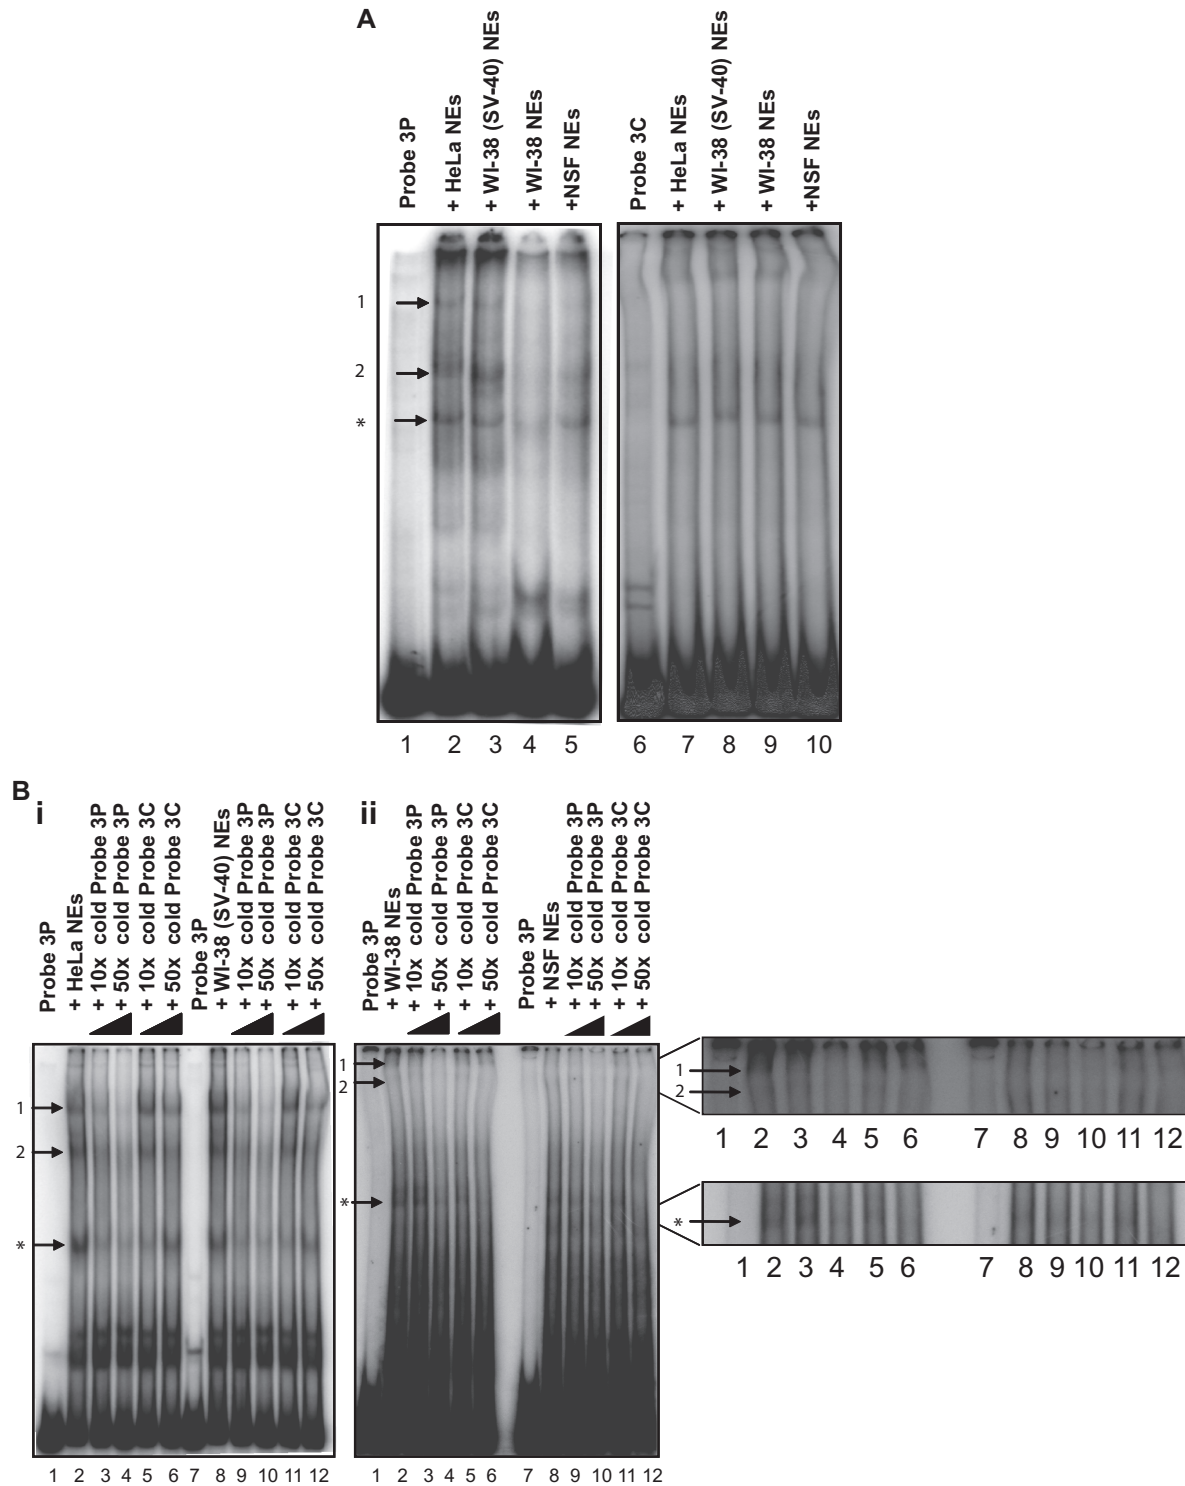 A
Probe 3P
+ HeLa NEs
+ WI-38 (SV-40) NEs
+ WI-38 NEs
+NSF NEs
Probe 3C
+ HeLa NEs
+ WI-38 (SV-40) NEs
+ WI-38 NEs
+NSF NEs
1
2
*
1 2 3 4 5 6 7 8 9 10
B
i
Probe 3P
+ HeLa NEs
+ 10x cold Probe 3P
+ 50x cold Probe 3P
+ 10x cold Probe 3C
+ 50x cold Probe 3C
Probe 3P
+ WI-38 (SV-40) NEs
+ 10x cold Probe 3P
+ 50x cold Probe 3P
+ 10x cold Probe 3C
+ 50x cold Probe 3C
1
2
*
1 2 3 4 5 6 7 8 9 10 11 12
ii
Probe 3P
+ WI-38 NEs
+ 10x cold Probe 3P
+ 50x cold Probe 3P
+ 10x cold Probe 3C
+ 50x cold Probe 3C
Probe 3P
+ NSF NEs
+ 10x cold Probe 3P
+ 50x cold Probe 3P
+ 10x cold Probe 3C
+ 50x cold Probe 3C
1
2
*
1 2 3 4 5 6 7 8 9 10 11 12
1
2
1 2 3 4 5 6 7 8 9 10 11 12
*
1 2 3 4 5 6 7 8 9 10 11 12